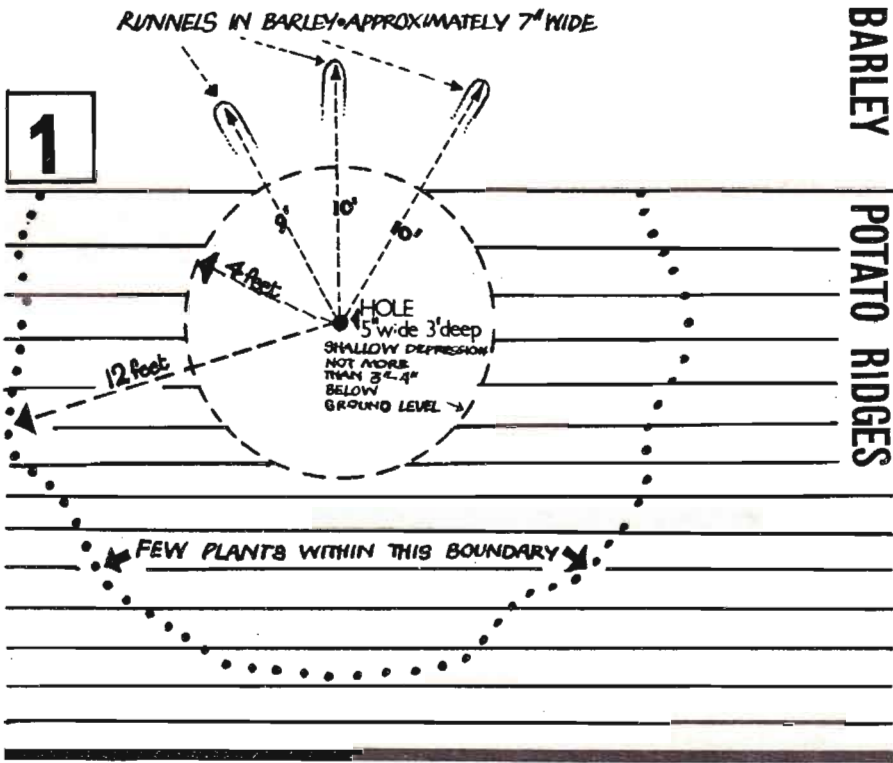 RUNNELS IN BARLEY•APPROXIMATELY 7" WIDE
BARLEY
1
9'
10'
10'
4 feet
HOLE
5"wide 3'deep
SHALLOW DEPRESSION
NOT MORE
THAN 3"-4"
BELOW
GROUND LEVEL
12 feet
POTATO RIDGES
FEW PLANTS WITHIN THIS BOUNDARY